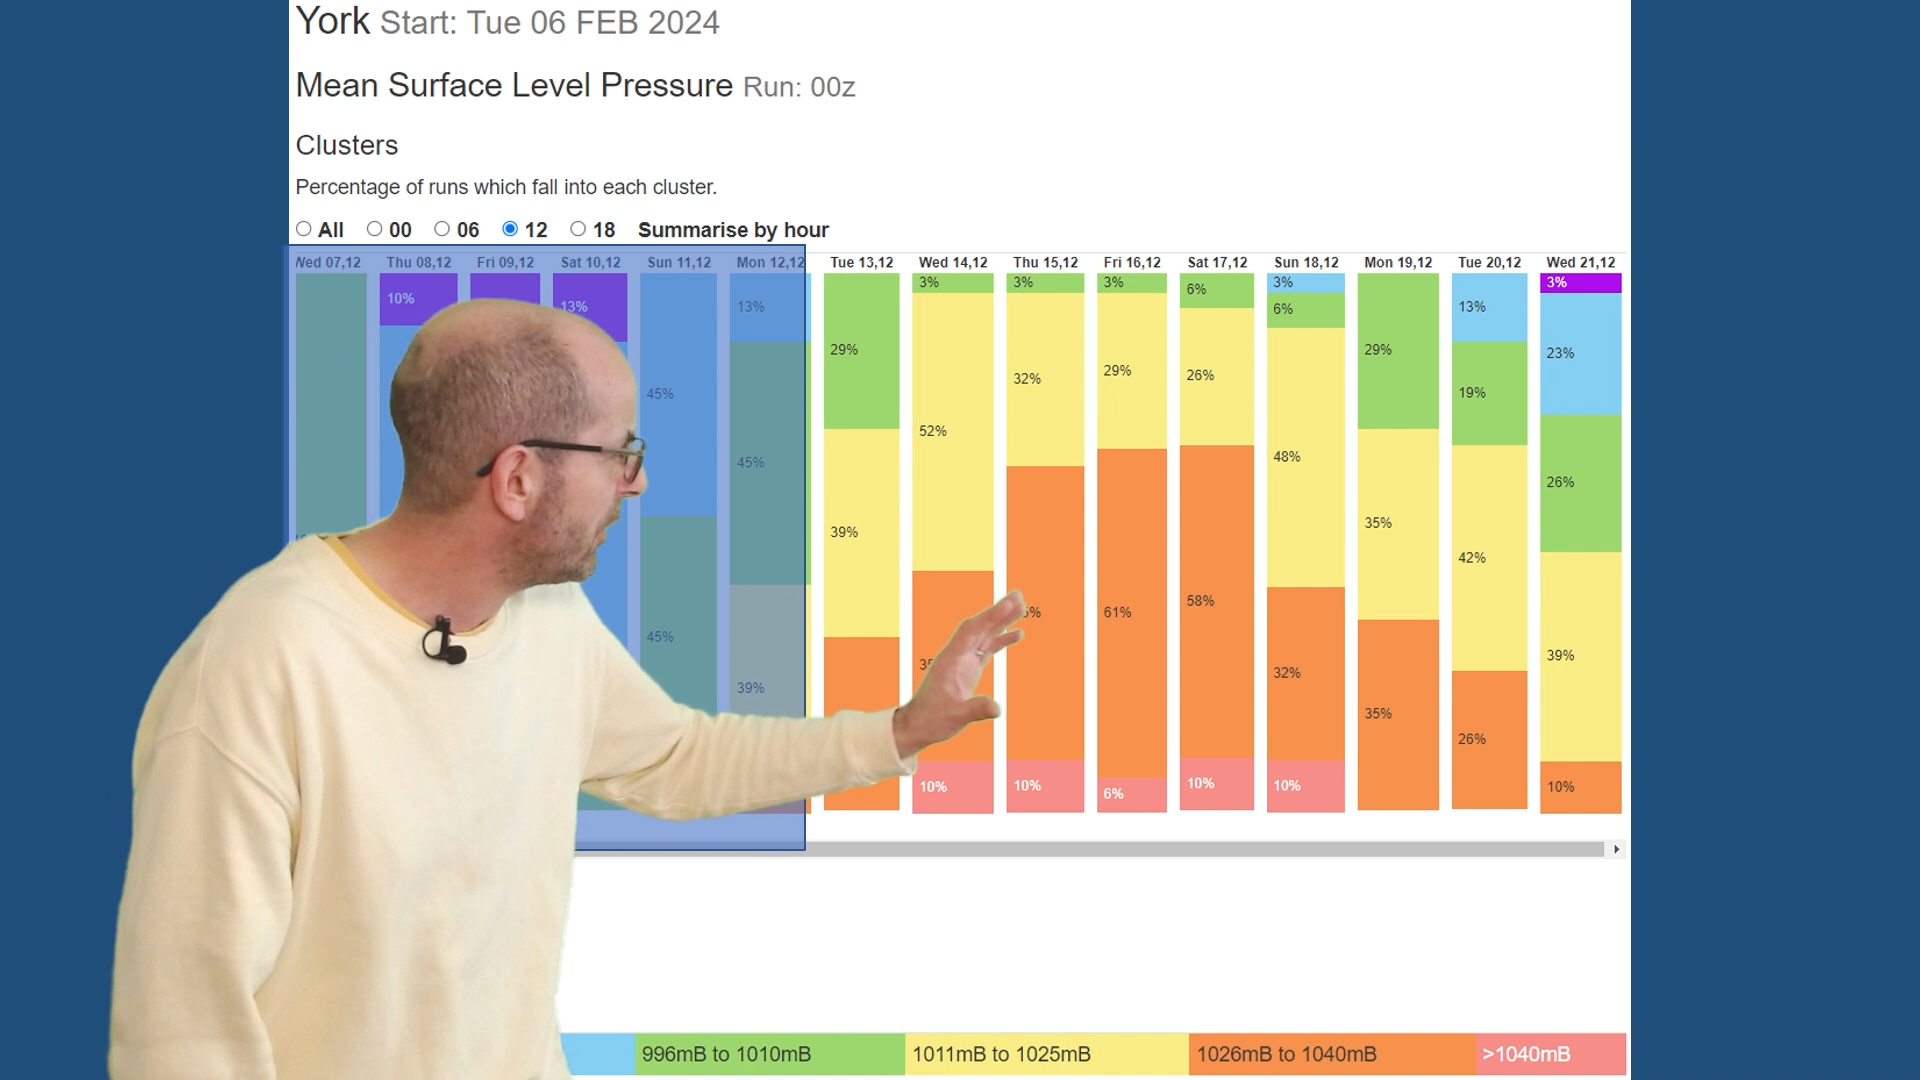 York Start: Tue 06 FEB 2024
Mean Surface Level Pressure Run: 00z
Clusters
Percentage of runs which fall into each cluster.
All 00 06 12 18 Summarise by hour
Wed 07,12 Thu 08,12 Fri 09,12 Sat 10,12 Sun 11,12 Mon 12,12 Tue 13,12 Wed 14,12 Thu 15,12 Fri 16,12 Sat 17,12 Sun 18,12 Mon 19,12 Tue 20,12 Wed 21,12
3% 3% 3% 6% 3% 3%
10% 13% 13% 6% 13%
29% 29% 23%
45% 32% 29% 26% 19%
45% 52% 48% 26%
39% 35% 42%
45% 61% 58% 39%
39% 32% 35% 26%
10% 10% 6% 10% 10% 10%
996mB to 1010mB 1011mB to 1025mB 1026mB to 1040mB >1040mB